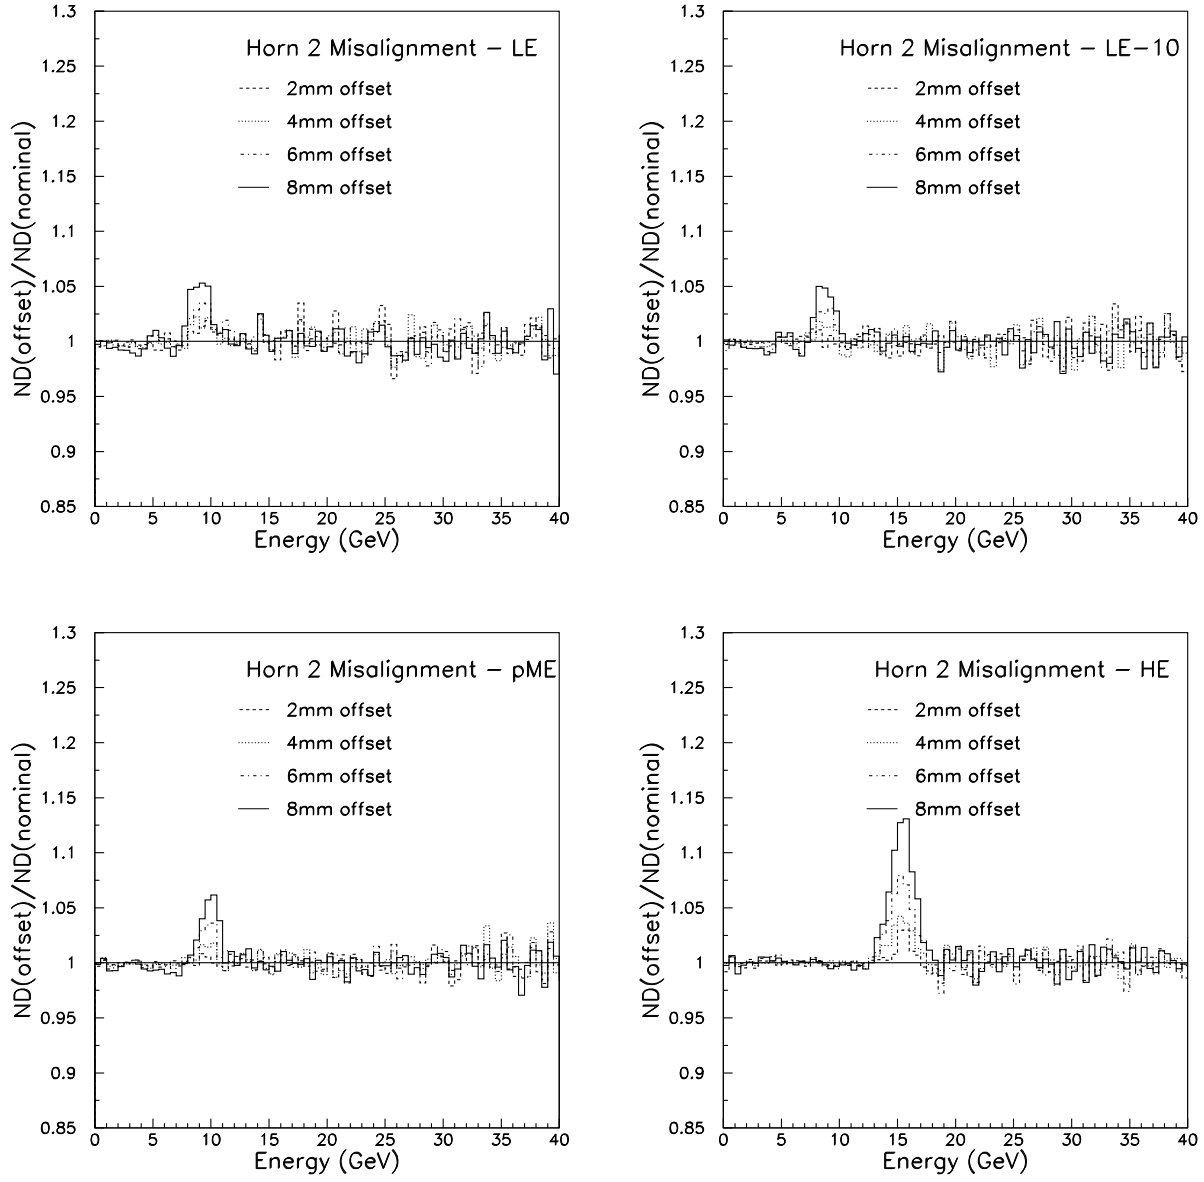 Horn 2 Misalignment – LE
2mm offset
4mm offset
6mm offset
8mm offset
ND(offset)/ND(nominal)
1.3
1.25
1.2
1.15
1.1
1.05
1
0.95
0.9
0.85
0 5 10 15 20 25 30 35 40
Energy (GeV)
Horn 2 Misalignment – LE–10
2mm offset
4mm offset
6mm offset
8mm offset
ND(offset)/ND(nominal)
1.3
1.25
1.2
1.15
1.1
1.05
1
0.95
0.9
0.85
0 5 10 15 20 25 30 35 40
Energy (GeV)
Horn 2 Misalignment – pME
2mm offset
4mm offset
6mm offset
8mm offset
ND(offset)/ND(nominal)
1.3
1.25
1.2
1.15
1.1
1.05
1
0.95
0.9
0.85
0 5 10 15 20 25 30 35 40
Energy (GeV)
Horn 2 Misalignment – HE
2mm offset
4mm offset
6mm offset
8mm offset
ND(offset)/ND(nominal)
1.3
1.25
1.2
1.15
1.1
1.05
1
0.95
0.9
0.85
0 5 10 15 20 25 30 35 40
Energy (GeV)